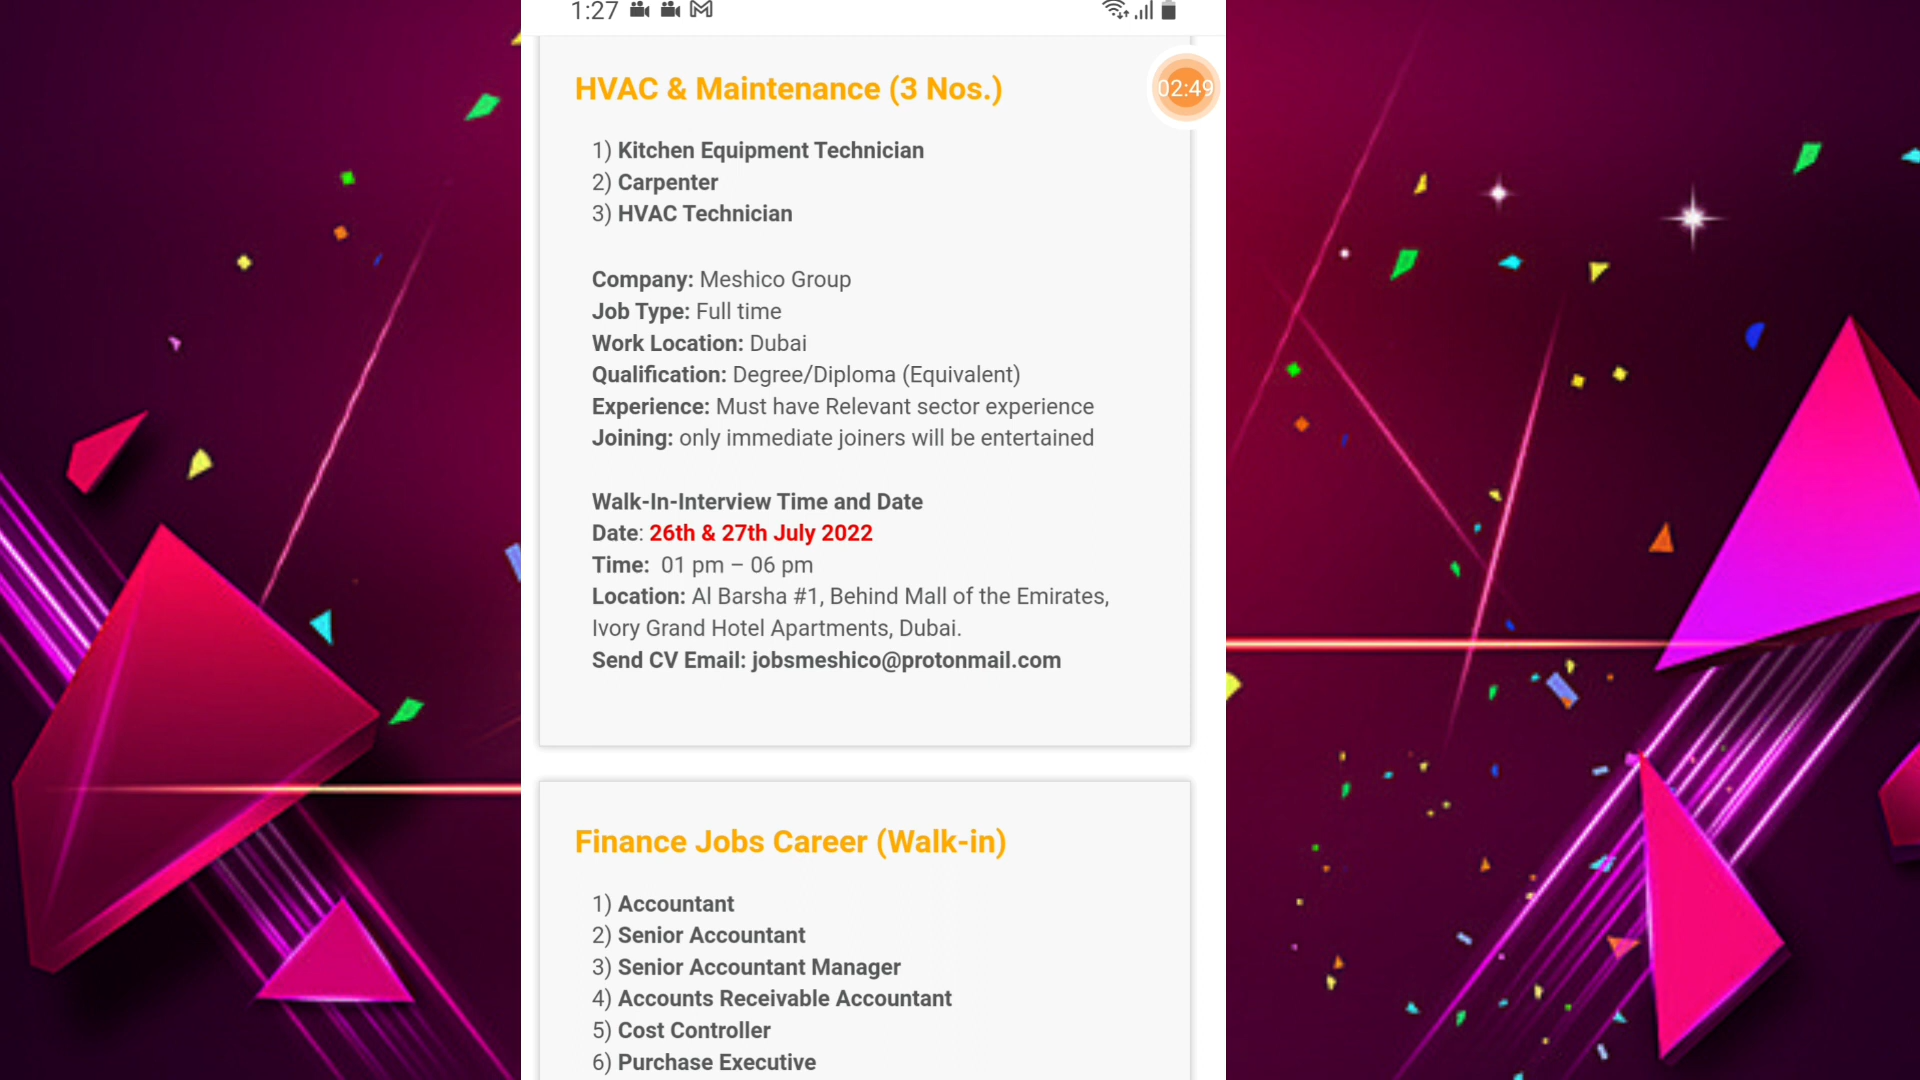 1:27
02:49
HVAC & Maintenance (3 Nos.)
1) Kitchen Equipment Technician
2) Carpenter
3) HVAC Technician
Company: Meshico Group
Job Type: Full time
Work Location: Dubai
Qualification: Degree/Diploma (Equivalent)
Experience: Must have Relevant sector experience
Joining: only immediate joiners will be entertained
Walk-In-Interview Time and Date
Date: 26th & 27th July 2022
Time: 01 pm – 06 pm
Location: Al Barsha #1, Behind Mall of the Emirates,
Ivory Grand Hotel Apartments, Dubai.
Send CV Email: jobsmeshico@protonmail.com
Finance Jobs Career (Walk-in)
1) Accountant
2) Senior Accountant
3) Senior Accountant Manager
4) Accounts Receivable Accountant
5) Cost Controller
6) Purchase Executive